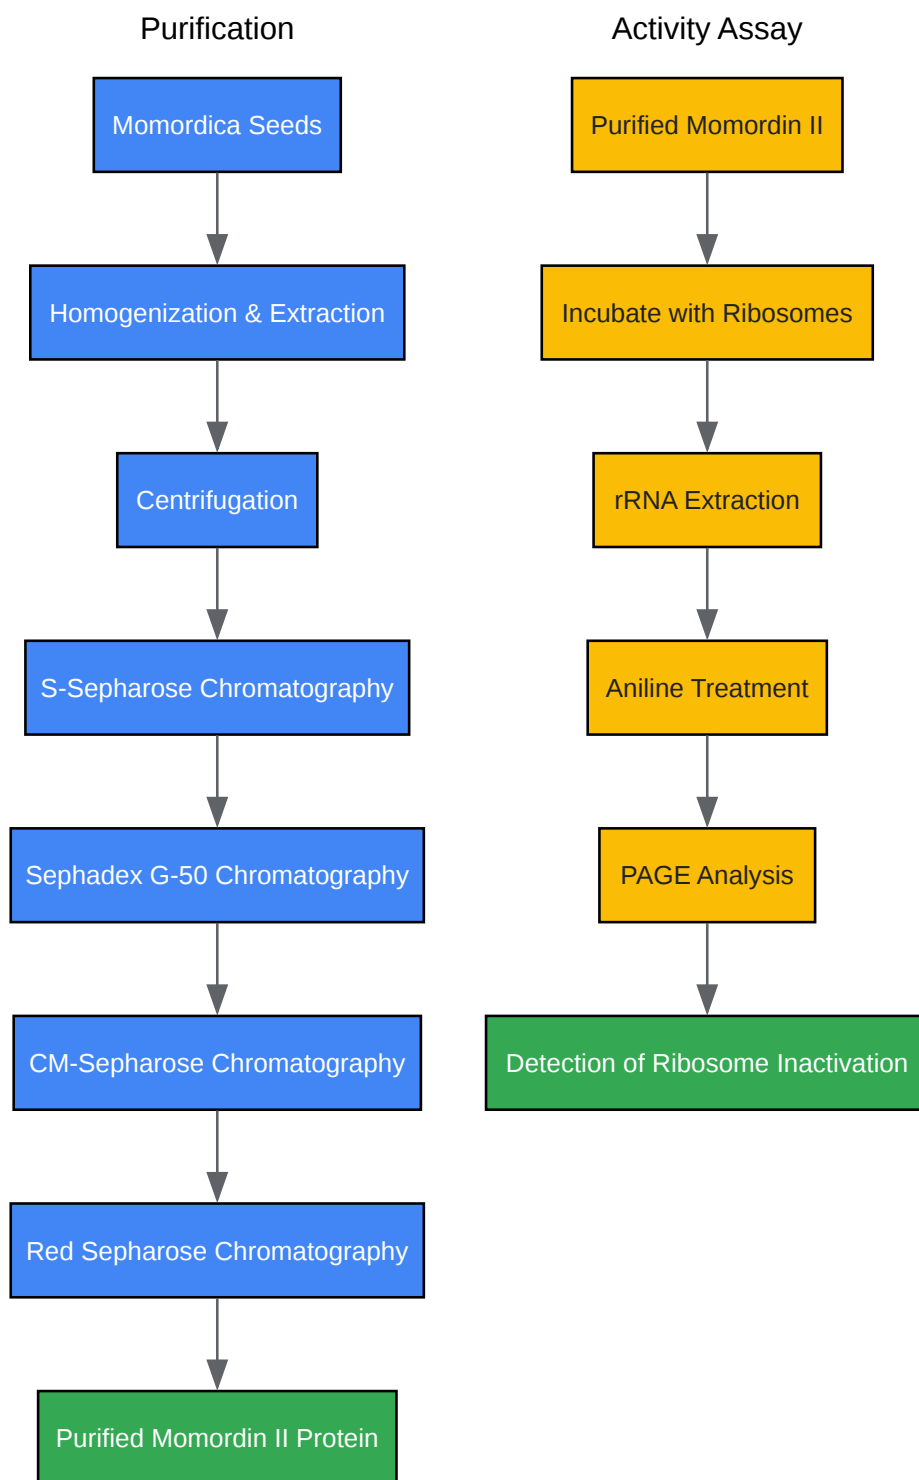 Purification
Momordica Seeds
Homogenization & Extraction
Centrifugation
S-Sepharose Chromatography
Sephadex G-50 Chromatography
CM-Sepharose Chromatography
Red Sepharose Chromatography
Purified Momordin II Protein
Activity Assay
Purified Momordin II
Incubate with Ribosomes
rRNA Extraction
Aniline Treatment
PAGE Analysis
Detection of Ribosome Inactivation